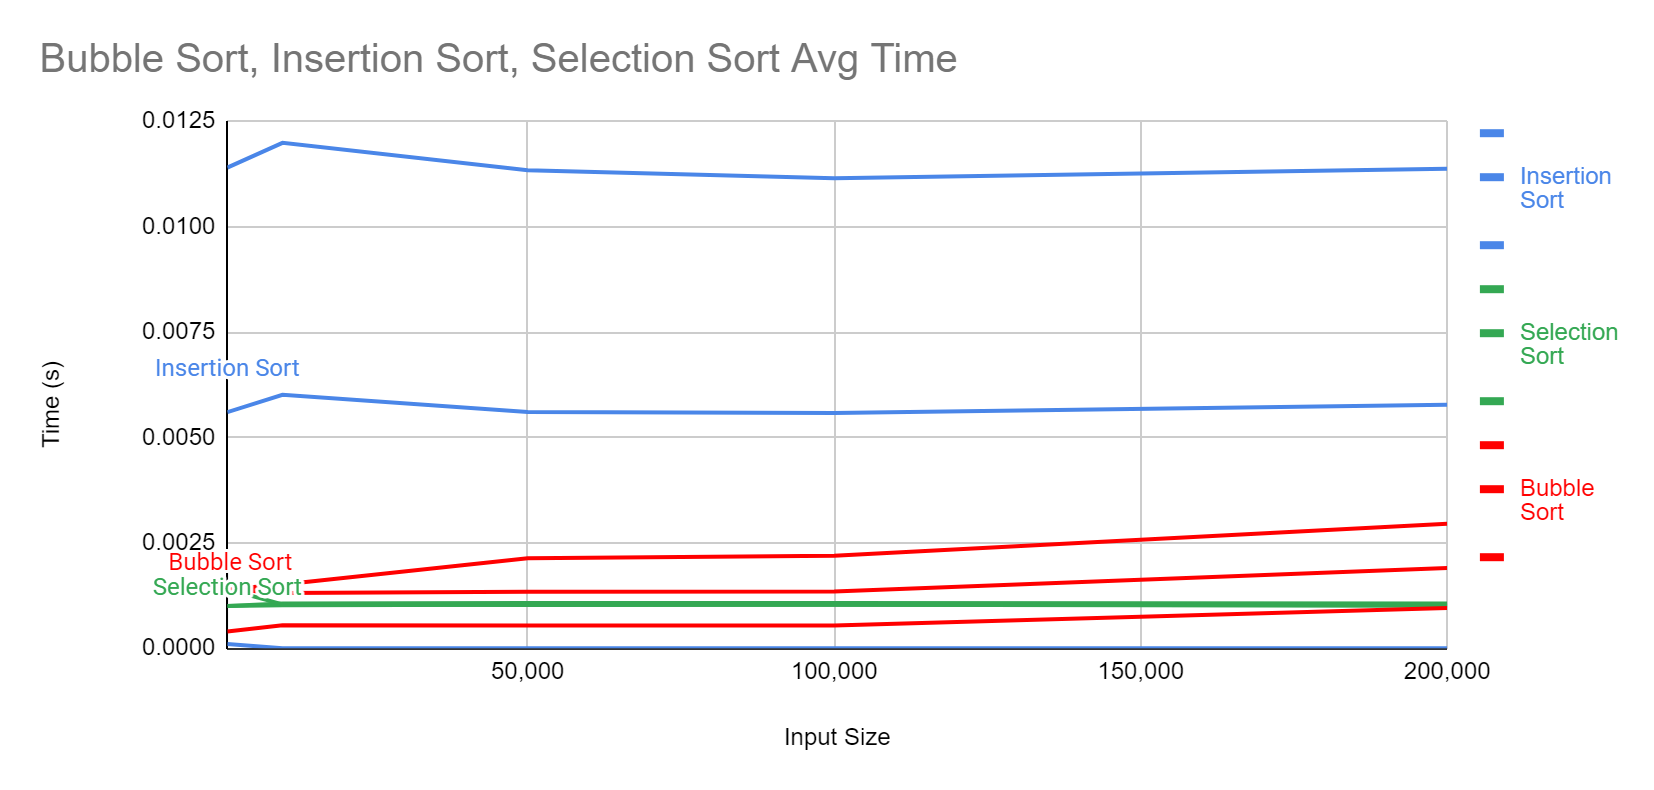 Bubble Sort, Insertion Sort, Selection Sort Avg Time
0.0125
0.0100
0.0075
0.0050
0.0025
0.0000
Time (s)
Insertion Sort
Bubble Sort
Selection Sort
50,000
100,000
150,000
200,000
Input Size
Insertion
Sort
Selection
Sort
Bubble
Sort